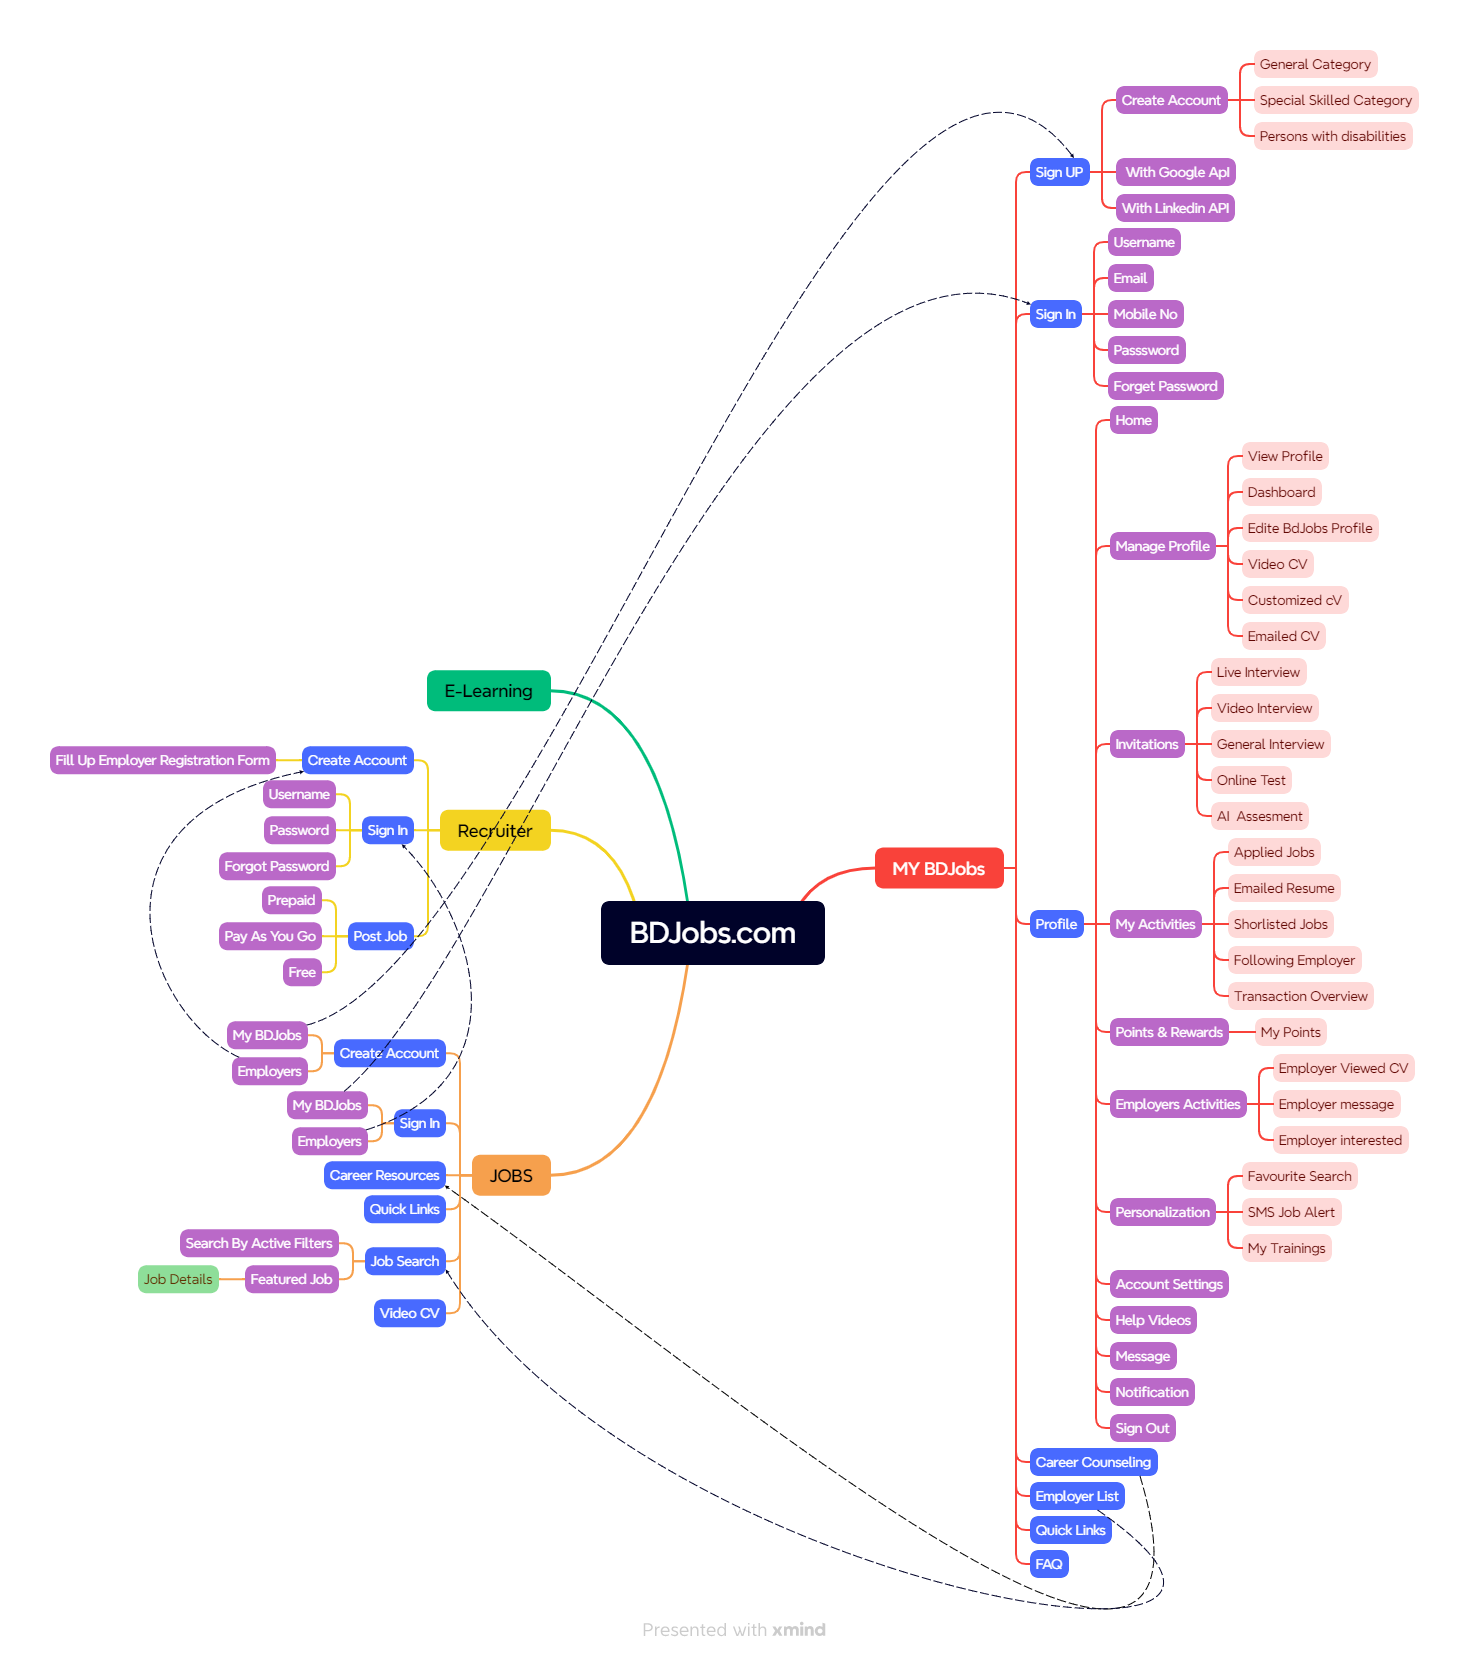 BDJobs.com
MY BDJobs
Sign UP
Create Account
General Category
Special Skilled Category
Persons with disabilities
With Google ApI
With Linkedin API
Sign In
Username
Email
Mobile No
Passsword
Forget Password
Profile
Home
Manage Profile
View Profile
Dashboard
Edite BdJobs Profile
Video CV
Customized cV
Emailed CV
Invitations
Live Interview
Video Interview
General Interview
Online Test
AI  Assesment
My Activities
Applied Jobs
Emailed Resume
Shorlisted Jobs
Following Employer
Transaction Overview
Points & Rewards
My Points
Employers Activities
Employer Viewed CV
Employer message
Employer interested
Personalization
Favourite Search
SMS Job Alert
My Trainings
Account Settings
Help Videos
Message
Notification
Sign Out
Career Counseling
Employer List
Quick Links
FAQ
E-Learning
Recruiter
Create Account
Fill Up Employer Registration Form
Sign In
Username
Password
Forgot Password
Post Job
Prepaid
Pay As You Go
Free
JOBS
Create Account
My BDJobs
Employers
Sign In
My BDJobs
Employers
Career Resources
Quick Links
Job Search
Search By Active Filters
Featured Job
Job Details
Video CV
Presented with xmind